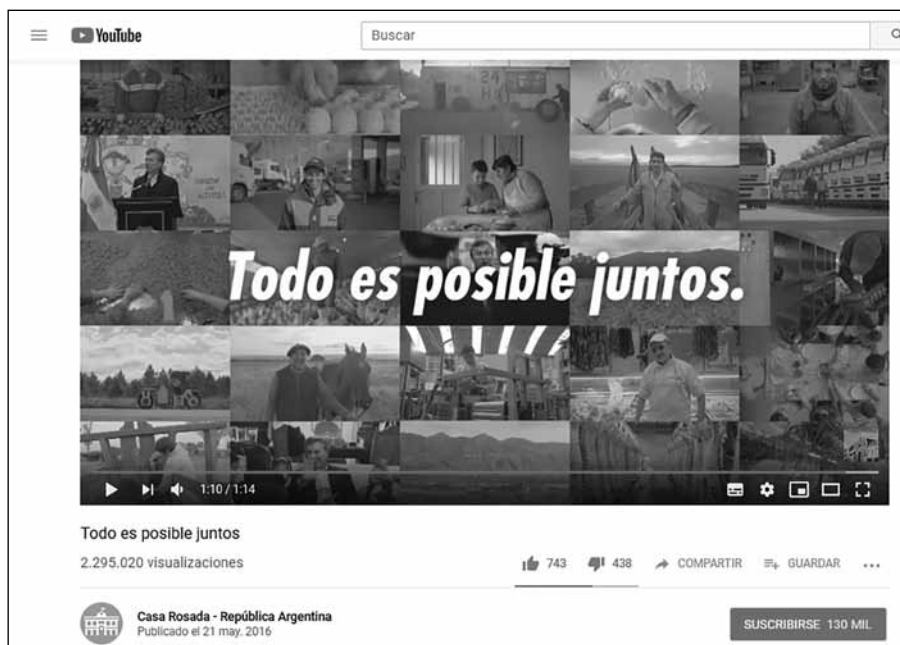 YouTube
Buscar
24
Todo es posible juntos.
1:10 / 1:14
Todo es posible juntos
2.295.020 visualizaciones
743
438
COMPARTIR
GUARDAR
Casa Rosada - República Argentina
Publicado el 21 may. 2016
SUSCRIBIRSE 130 MIL